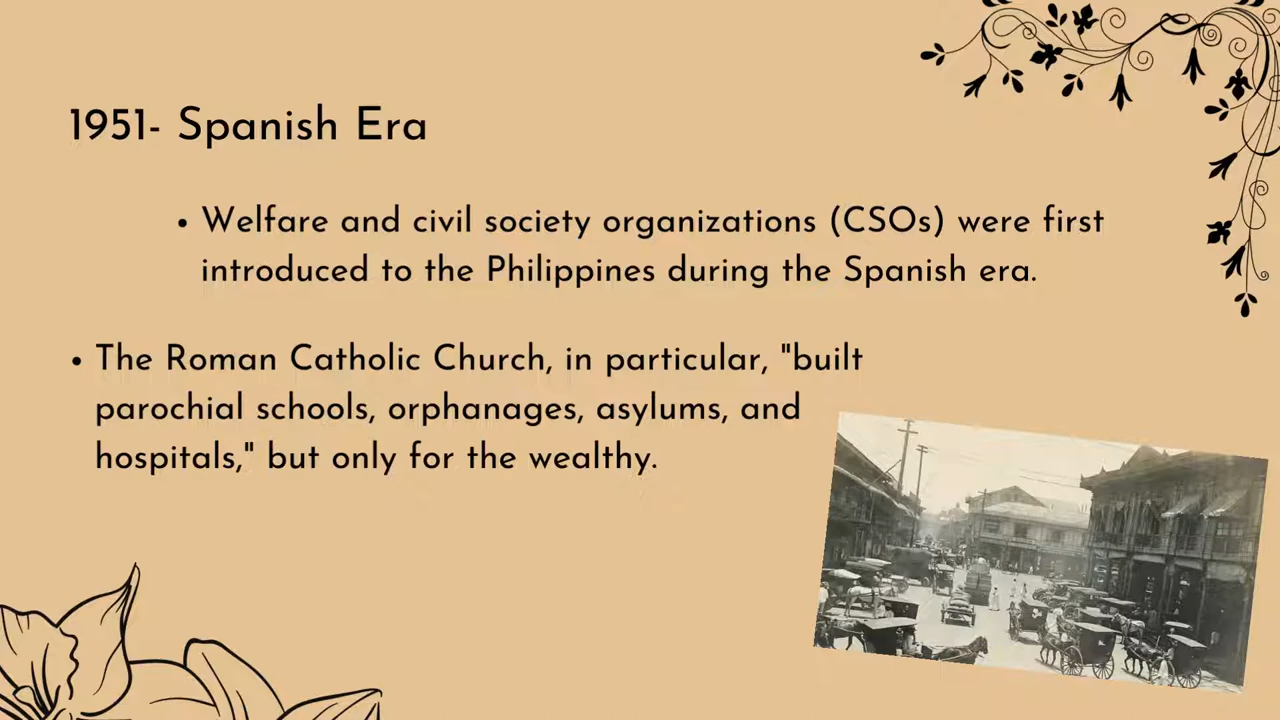 1951- Spanish Era
• Welfare and civil society organizations (CSOs) were first
introduced to the Philippines during the Spanish era.
• The Roman Catholic Church, in particular, "built
parochial schools, orphanages, asylums, and
hospitals," but only for the wealthy.